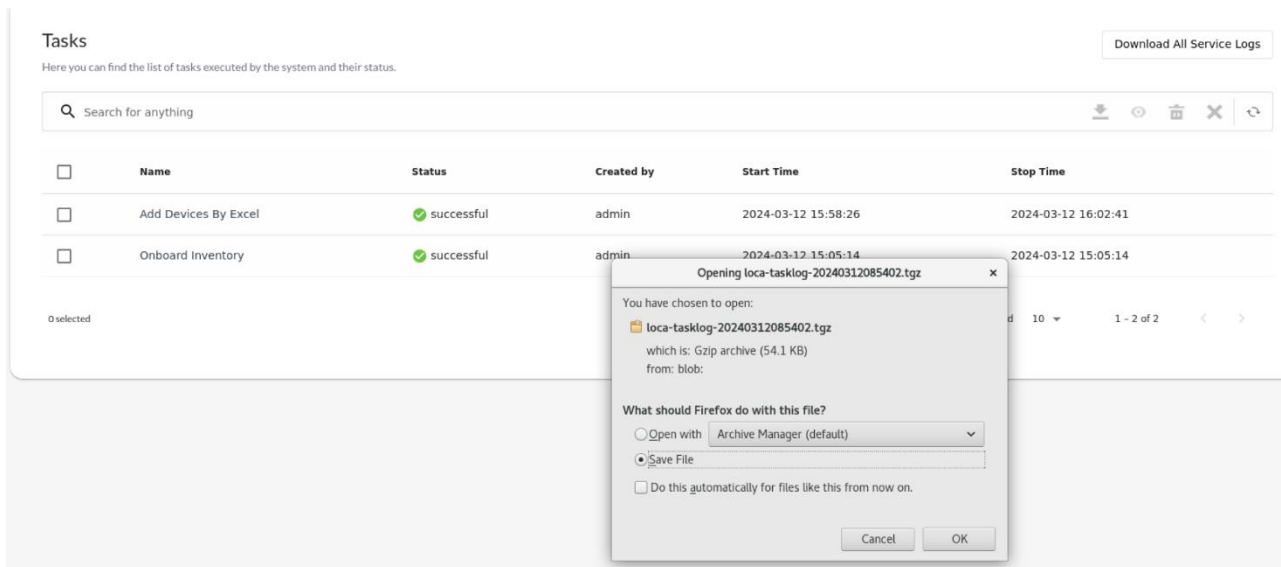 Tasks
Download All Service Logs
Here you can find the list of tasks executed by the system and their status.
Search for anything
Name Status Created by Start Time Stop Time
Add Devices By Excel successful admin 2024-03-12 15:58:26 2024-03-12 16:02:41
Onboard Inventory successful admin 2024-03-12 15:05:14 2024-03-12 15:05:14
0 selected
10 1 – 2 of 2
Opening loca-tasklog-20240312085402.tgz
You have chosen to open:
loca-tasklog-20240312085402.tgz
which is: Gzip archive (54.1 KB)
from: blob:
What should Firefox do with this file?
Open with Archive Manager (default)
Save File
Do this automatically for files like this from now on.
Cancel OK